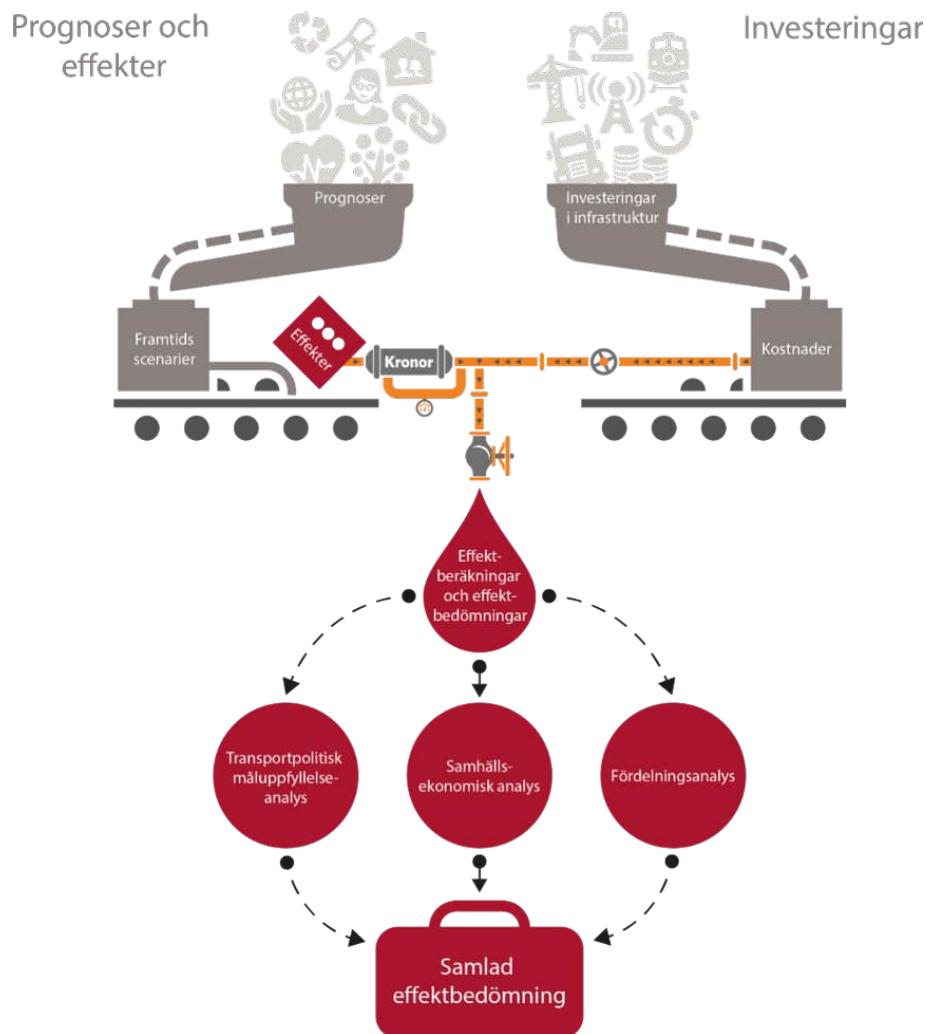 Prognoser och
effekter
Investeringar
Prognoser
Investeringar
i infrastruktur
Framtids
scenarier
Effekter
Kronor
Kostnader
Effekt-
beräkningar
och effekt-
bedömningar
Transportpolitisk
måluppfyllelse-
analys
Samhälls-
ekonomisk analys
Fördelningsanalys
Samlad
effektbedömning